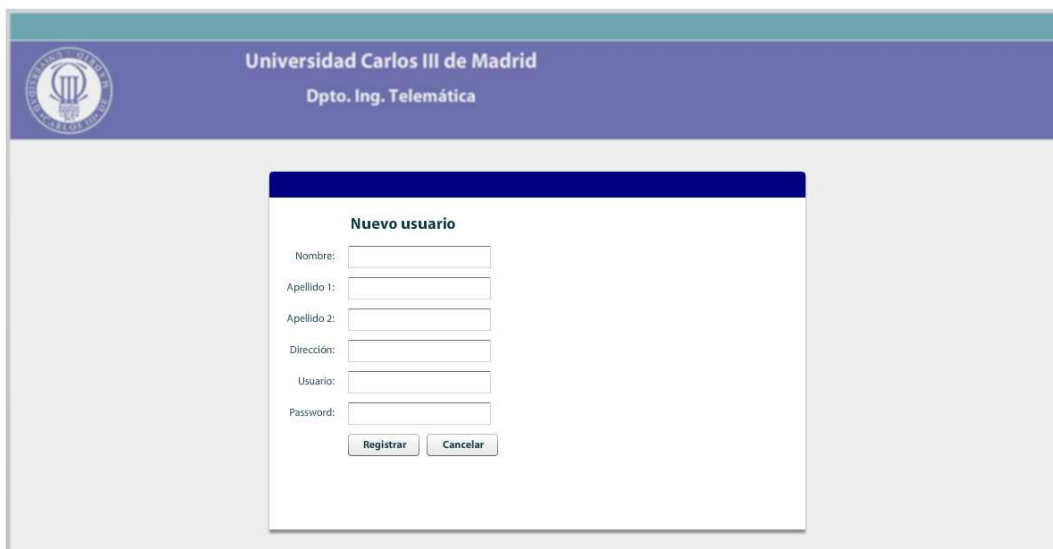 Universidad Carlos III de Madrid
Dpto. Ing. Telemática
Nuevo usuario
Nombre:
Apellido 1:
Apellido 2:
Dirección:
Usuario:
Password:
Registrar Cancelar